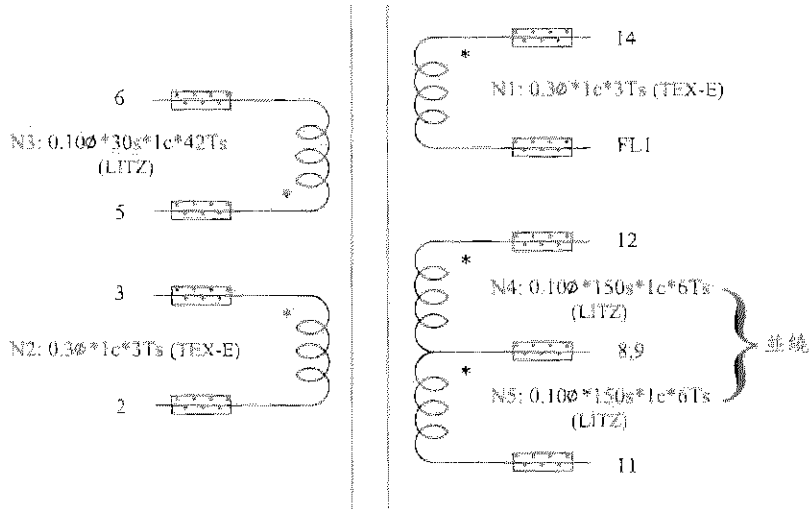 6
N3: 0.10Ø*30s*1c*42Ts
(LITZ)
*
5
3
*
N2: 0.3Ø*1c*3Ts (TEX-E)
2
14
*
N1: 0.3Ø*1c*3Ts (TEX-E)
FL1
12
*
N4: 0.10Ø*150s*1c*6Ts
(LITZ)
8,9
*
N5: 0.10Ø*150s*1c*6Ts
(LITZ)
11
並繞